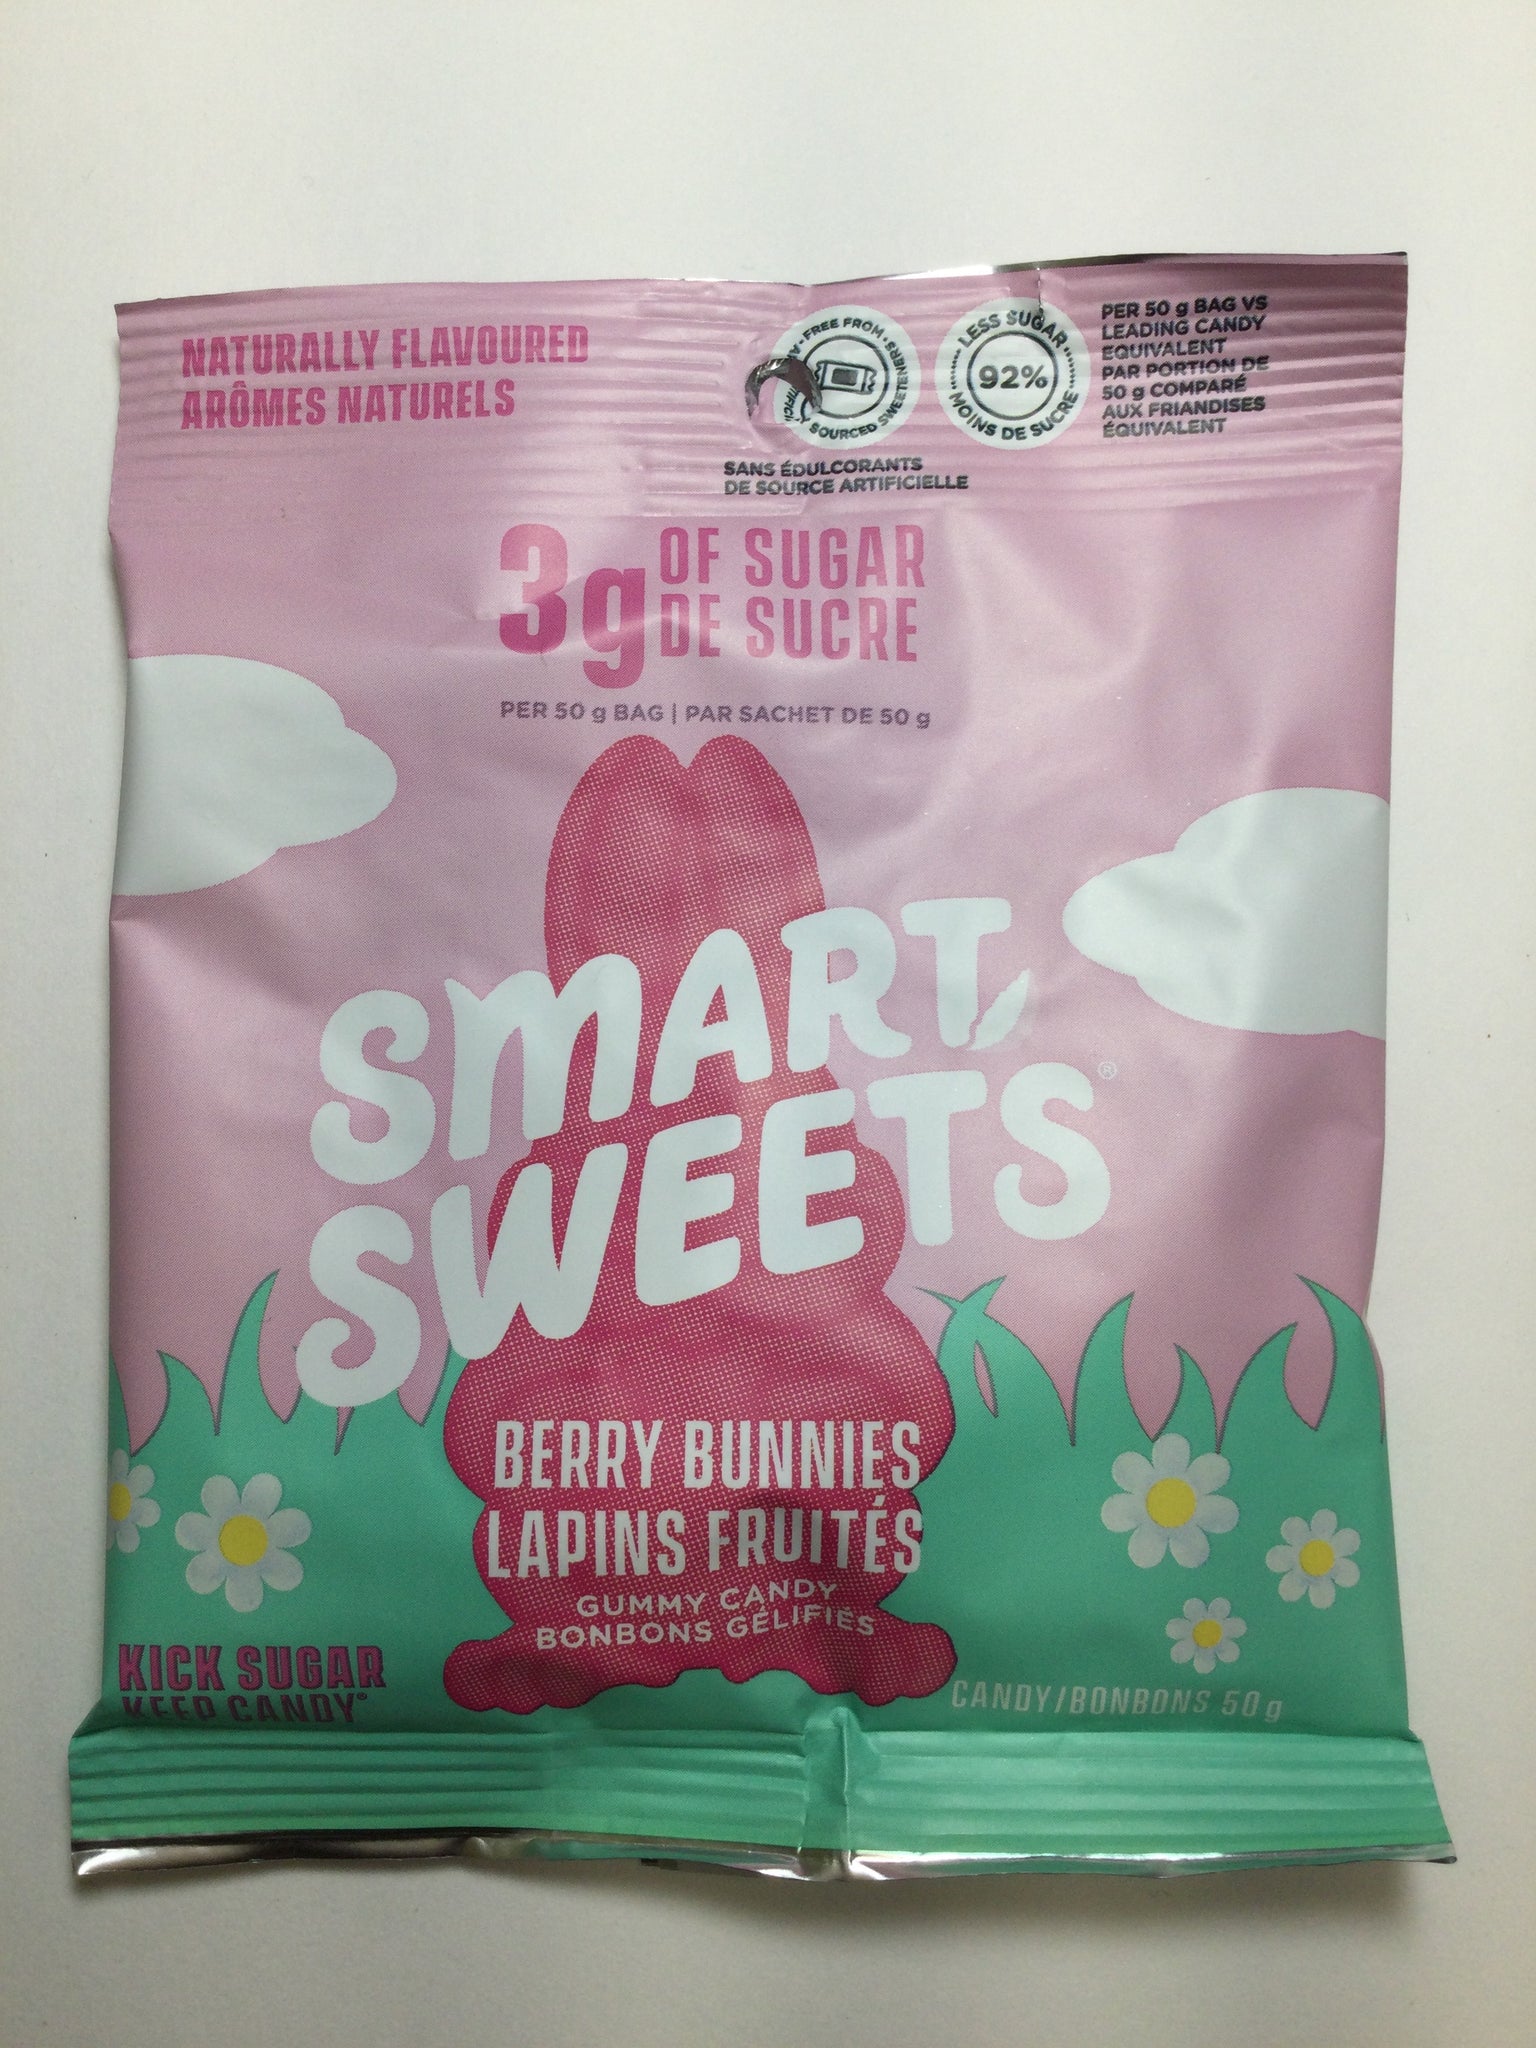 NATURALLY FLAVOURED
ARÔMES NATURELS
FREE FROM
SOURCED SWEETENERS
SANS ÉDULCORANTS
DE SOURCE ARTIFICIELLE
LESS SUGAR
92%
MOINS DE SUCRE
PER 50 g BAG VS
LEADING CANDY
EQUIVALENT
PAR PORTION DE
50 g COMPARÉ
AUX FRIANDISES
ÉQUIVALENT
3g OF SUGAR
DE SUCRE
PER 50 g BAG | PAR SACHET DE 50 g
SMART
SWEETS®
BERRY BUNNIES
LAPINS FRUITÉS
GUMMY CANDY
BONBONS GÉLIFIÉS
KICK SUGAR
KEEP CANDY®
CANDY/BONBONS 50 g